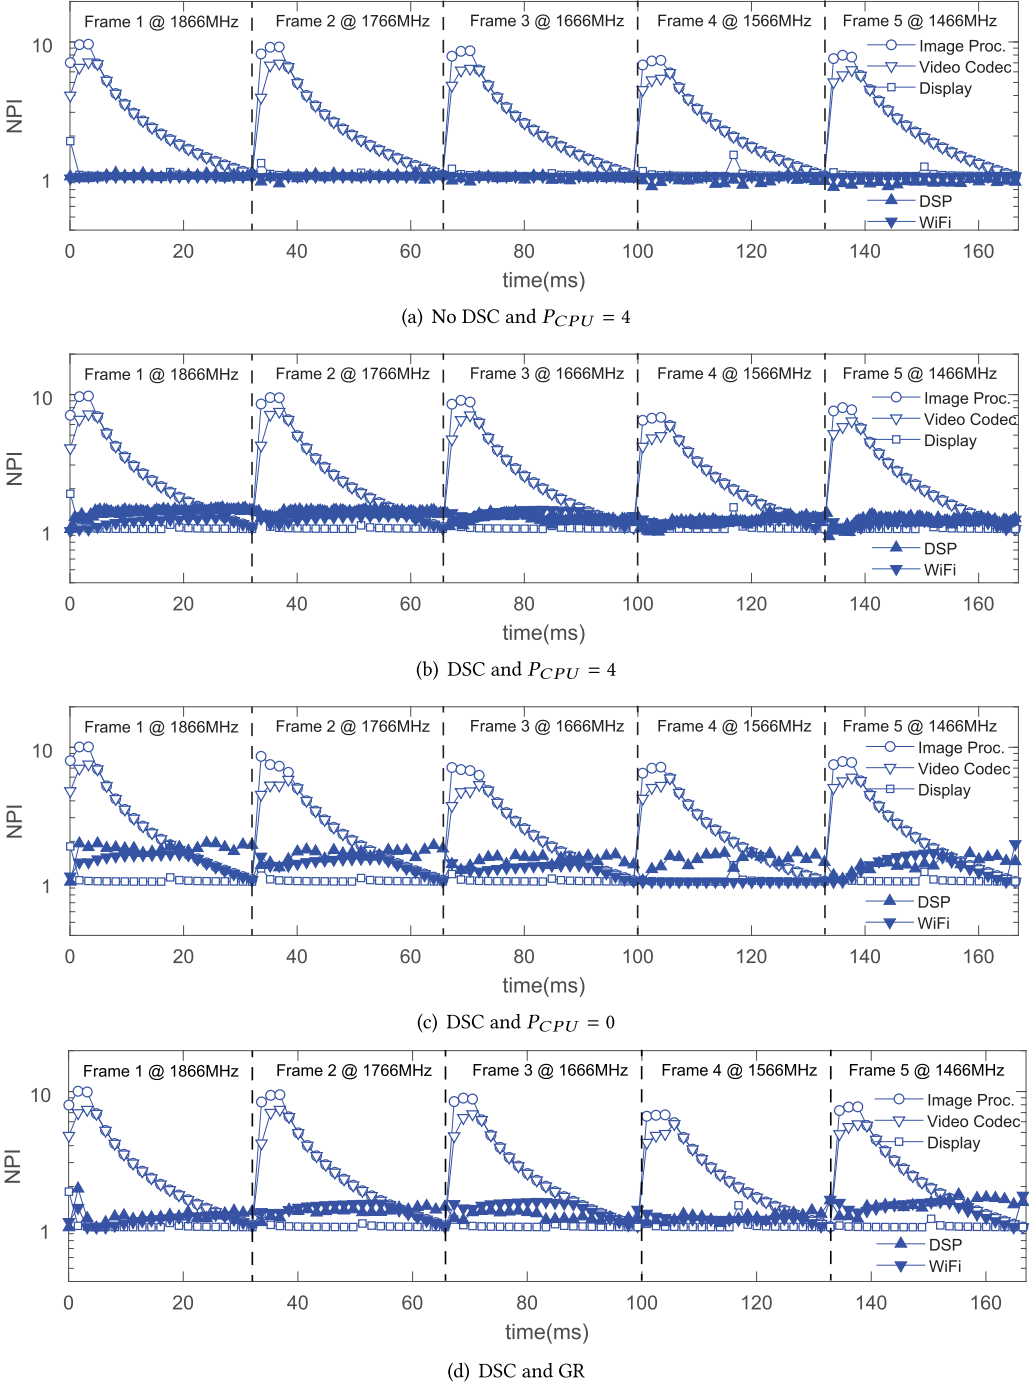 Frame 1 @ 1866MHz Frame 2 @ 1766MHz Frame 3 @ 1666MHz Frame 4 @ 1566MHz Frame 5 @ 1466MHz
10
Image Proc.
Video Codec
Display
NPI
1
DSP
WiFi
0 20 40 60 80 100 120 140 160
time(ms)
(a) No DSC and P_CPU = 4
Frame 1 @ 1866MHz Frame 2 @ 1766MHz Frame 3 @ 1666MHz Frame 4 @ 1566MHz Frame 5 @ 1466MHz
10
Image Proc.
Video Codec
Display
NPI
1
DSP
WiFi
0 20 40 60 80 100 120 140 160
time(ms)
(b) DSC and P_CPU = 4
Frame 1 @ 1866MHz Frame 2 @ 1766MHz Frame 3 @ 1666MHz Frame 4 @ 1566MHz Frame 5 @ 1466MHz
10
Image Proc.
Video Codec
Display
NPI
1
DSP
WiFi
0 20 40 60 80 100 120 140 160
time(ms)
(c) DSC and P_CPU = 0
Frame 1 @ 1866MHz Frame 2 @ 1766MHz Frame 3 @ 1666MHz Frame 4 @ 1566MHz Frame 5 @ 1466MHz
10
Image Proc.
Video Codec
Display
NPI
1
DSP
WiFi
0 20 40 60 80 100 120 140 160
time(ms)
(d) DSC and GR